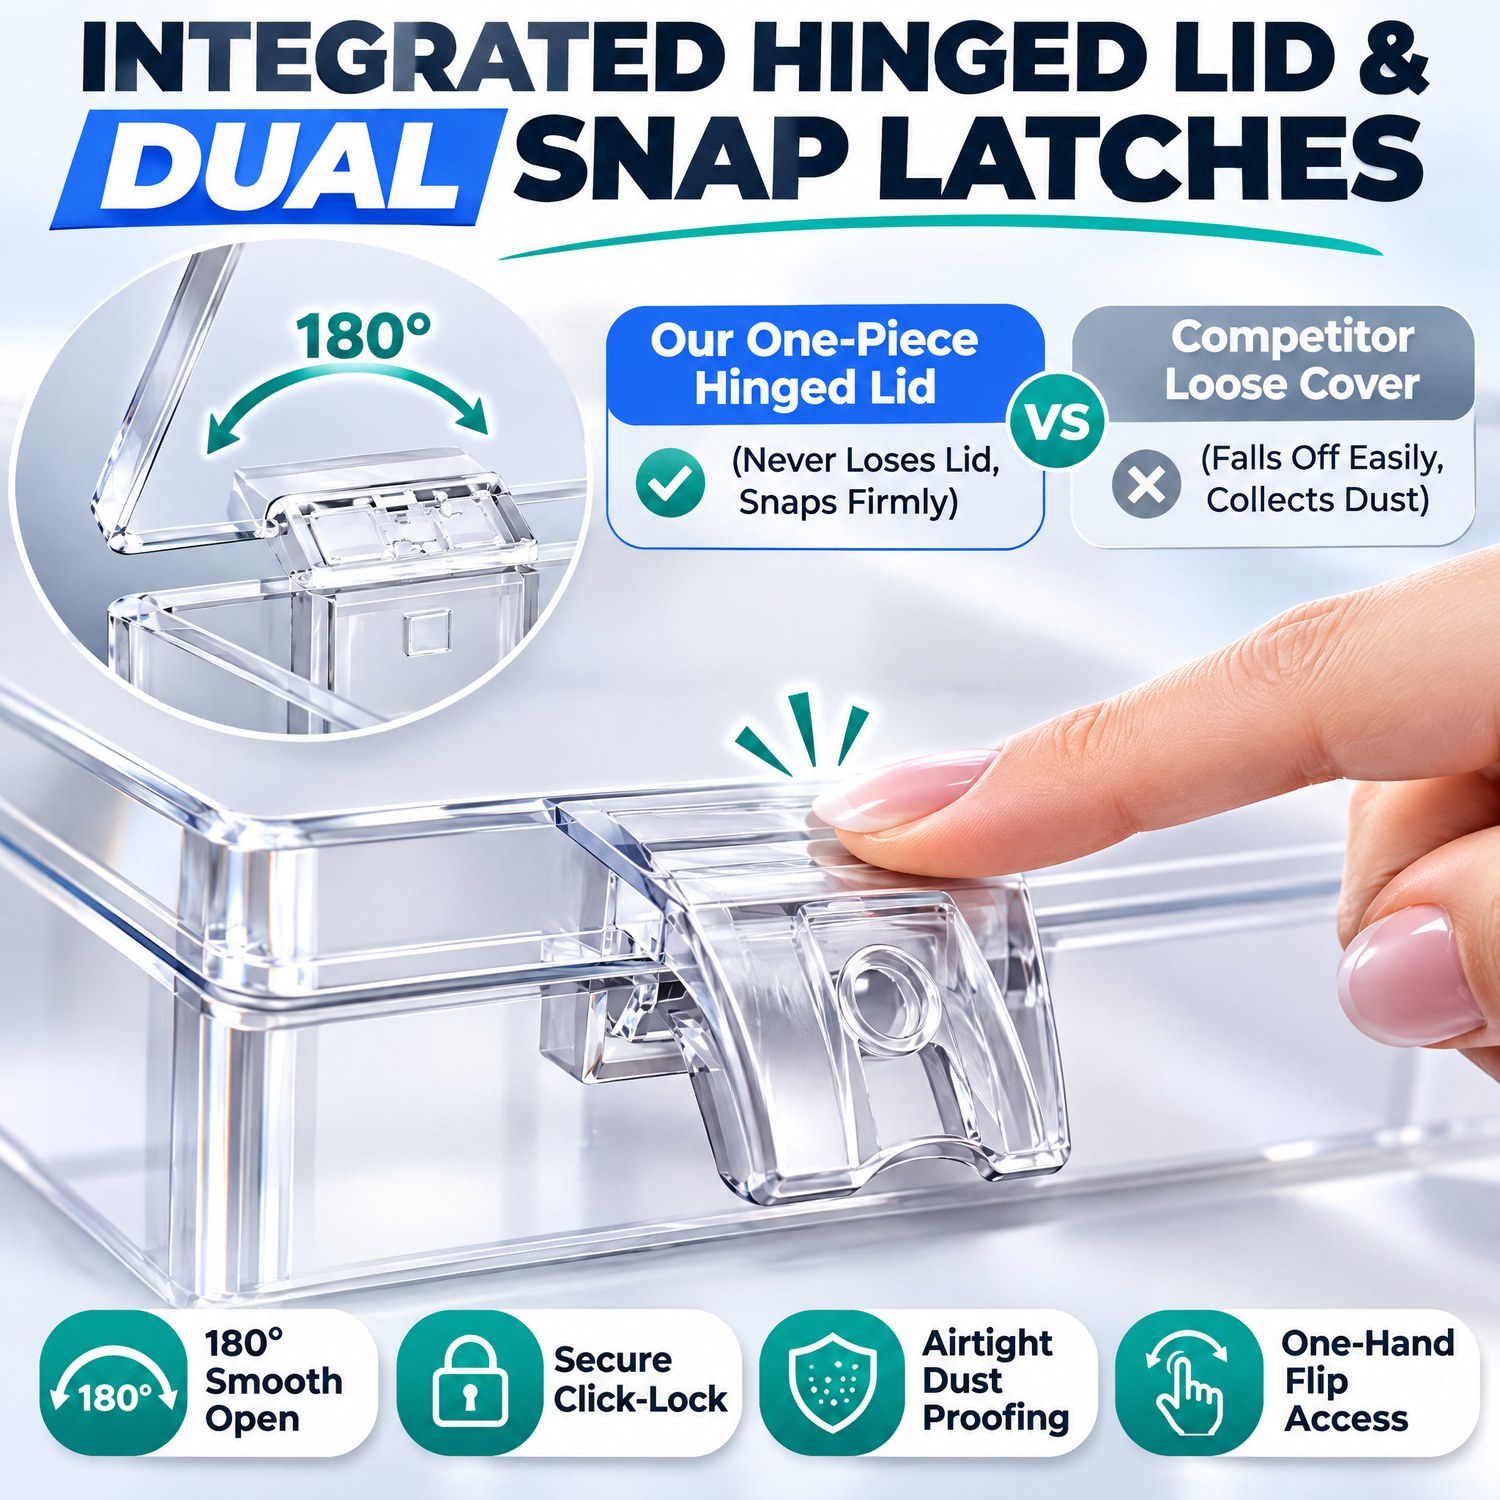 INTEGRATED HINGED LID &
DUAL SNAP LATCHES
180°
Our One-Piece
Hinged Lid
(Never Loses Lid,
Snaps Firmly)
VS
Competitor
Loose Cover
(Falls Off Easily,
Collects Dust)
180°
180°
Smooth
Open
Secure
Click-Lock
Airtight
Dust
Proofing
One-Hand
Flip
Access